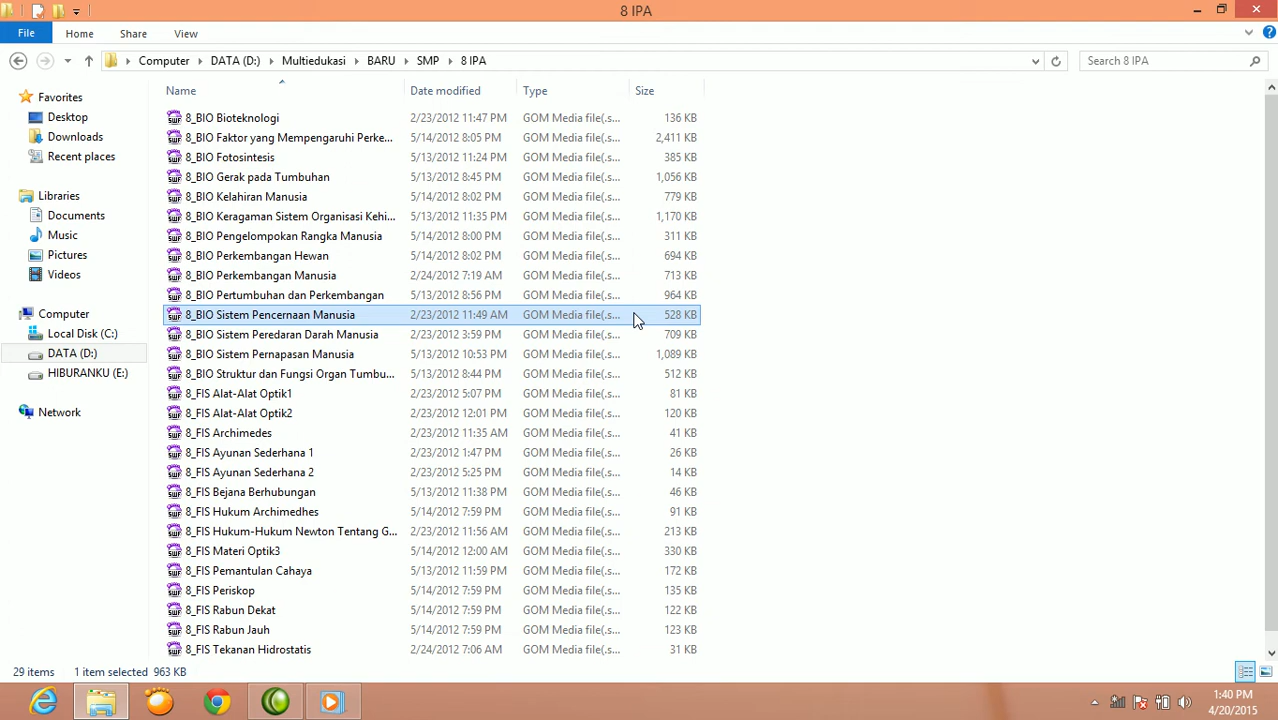 8 IPA
File Home Share View
Computer DATA (D:) Multiedukasi BARU SMP 8 IPA Search 8 IPA
Name Date modified Type Size
Favorites
Desktop
Downloads
Recent places
Libraries
Documents
Music
Pictures
Videos
Computer
Local Disk (C:)
DATA (D:)
HIBURANKU (E:)
Network
8_BIO Bioteknologi 2/23/2012 11:47 PM GOM Media file(.s... 136 KB
8_BIO Faktor yang Mempengaruhi Perke... 5/14/2012 8:05 PM GOM Media file(.s... 2,411 KB
8_BIO Fotosintesis 5/13/2012 11:24 PM GOM Media file(.s... 385 KB
8_BIO Gerak pada Tumbuhan 5/13/2012 8:45 PM GOM Media file(.s... 1,056 KB
8_BIO Kelahiran Manusia 5/14/2012 8:02 PM GOM Media file(.s... 779 KB
8_BIO Keragaman Sistem Organisasi Kehi... 5/13/2012 11:35 PM GOM Media file(.s... 1,170 KB
8_BIO Pengelompokan Rangka Manusia 5/14/2012 8:00 PM GOM Media file(.s... 311 KB
8_BIO Perkembangan Hewan 5/14/2012 8:02 PM GOM Media file(.s... 694 KB
8_BIO Perkembangan Manusia 2/24/2012 7:19 AM GOM Media file(.s... 713 KB
8_BIO Pertumbuhan dan Perkembangan 5/13/2012 8:56 PM GOM Media file(.s... 964 KB
8_BIO Sistem Pencernaan Manusia 2/23/2012 11:49 AM GOM Media file(.s... 528 KB
8_BIO Sistem Peredaran Darah Manusia 2/23/2012 3:59 PM GOM Media file(.s... 709 KB
8_BIO Sistem Pernapasan Manusia 5/13/2012 10:53 PM GOM Media file(.s... 1,089 KB
8_BIO Struktur dan Fungsi Organ Tumbu... 5/13/2012 8:44 PM GOM Media file(.s... 512 KB
8_FIS Alat-Alat Optik1 2/23/2012 5:07 PM GOM Media file(.s... 81 KB
8_FIS Alat-Alat Optik2 2/23/2012 12:01 PM GOM Media file(.s... 120 KB
8_FIS Archimedes 2/23/2012 11:35 AM GOM Media file(.s... 41 KB
8_FIS Ayunan Sederhana 1 2/23/2012 1:47 PM GOM Media file(.s... 26 KB
8_FIS Ayunan Sederhana 2 2/23/2012 5:25 PM GOM Media file(.s... 14 KB
8_FIS Bejana Berhubungan 5/13/2012 11:38 PM GOM Media file(.s... 46 KB
8_FIS Hukum Archimedhes 5/14/2012 7:59 PM GOM Media file(.s... 91 KB
8_FIS Hukum-Hukum Newton Tentang G... 2/23/2012 11:56 AM GOM Media file(.s... 213 KB
8_FIS Materi Optik3 5/14/2012 12:00 AM GOM Media file(.s... 330 KB
8_FIS Pemantulan Cahaya 5/13/2012 11:38 PM GOM Media file(.s... 172 KB
8_FIS Periskop 5/14/2012 7:59 PM GOM Media file(.s... 135 KB
8_FIS Rabun Dekat 5/14/2012 7:59 PM GOM Media file(.s... 122 KB
8_FIS Rabun Jauh 5/14/2012 7:59 PM GOM Media file(.s... 123 KB
8_FIS Tekanan Hidrostatis 2/24/2012 7:06 AM GOM Media file(.s... 31 KB
29 items 1 item selected 963 KB
1:40 PM
4/20/2015